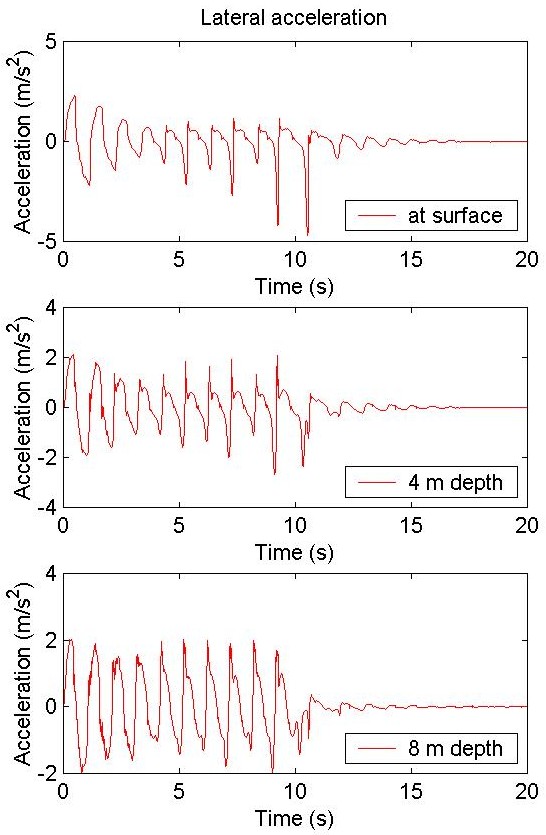 Lateral acceleration
Acceleration (m/s²)
5
0
-5
at surface
0 5 10 15 20
Time (s)
Acceleration (m/s²)
4
2
0
-2
-4
4 m depth
0 5 10 15 20
Time (s)
Acceleration (m/s²)
4
2
0
-2
8 m depth
0 5 10 15 20
Time (s)